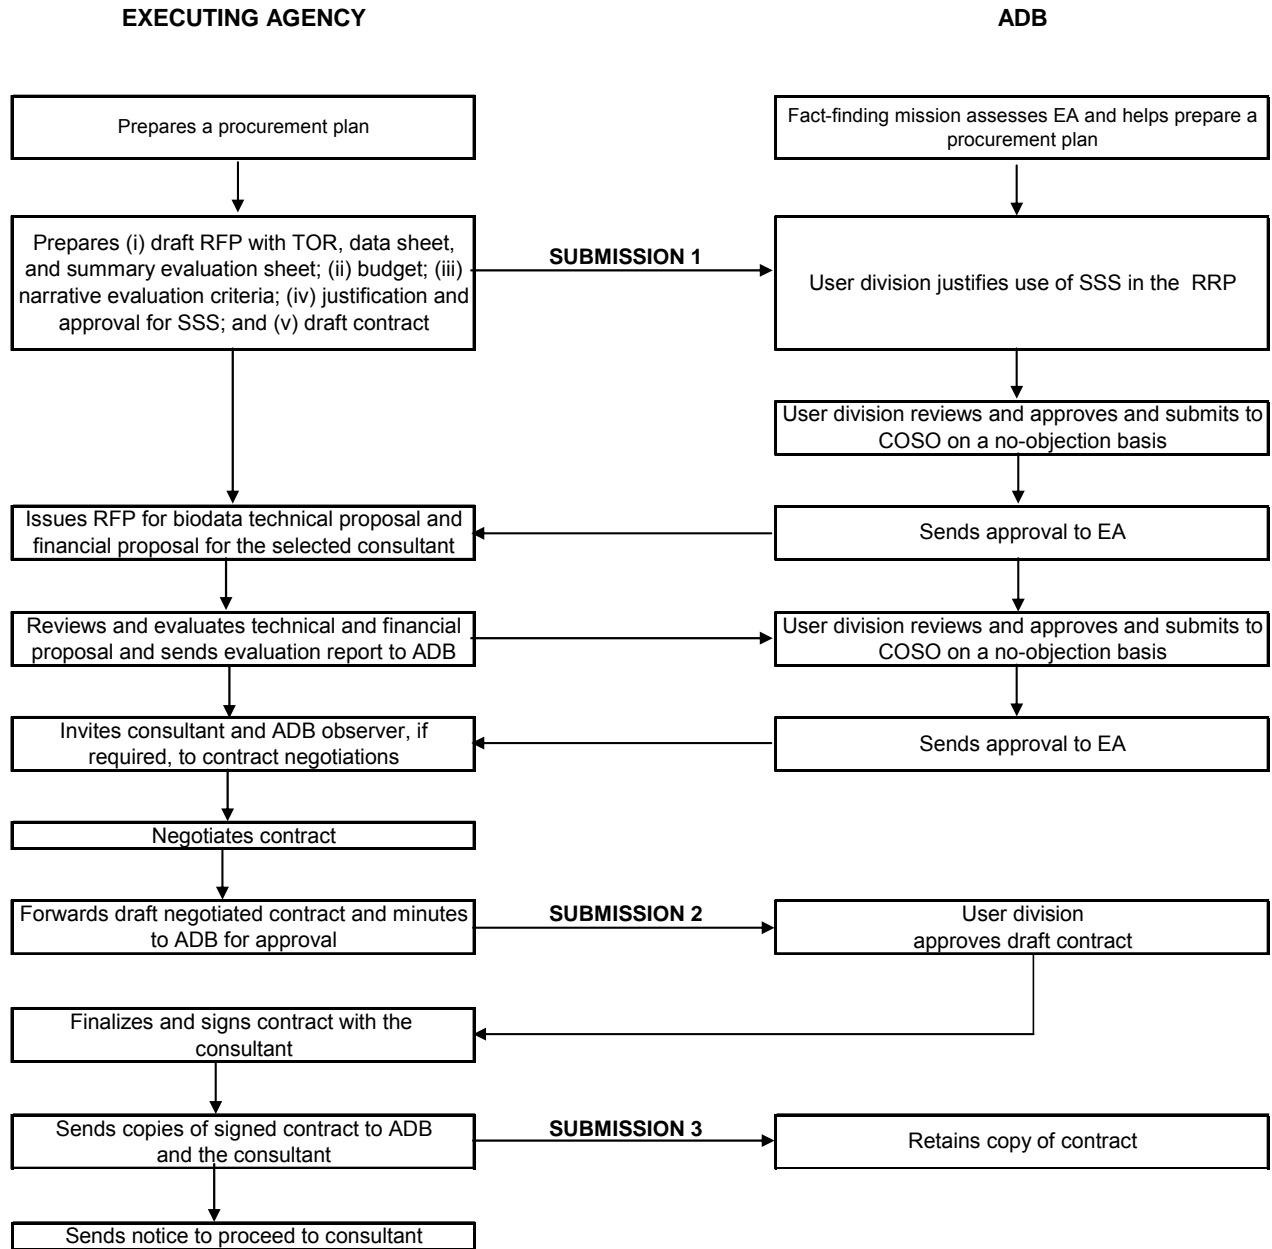 EXECUTING AGENCY
ADB
Prepares a procurement plan
Fact-finding mission assesses EA and helps prepare a
procurement plan
Prepares (i) draft RFP with TOR, data sheet,
and summary evaluation sheet; (ii) budget; (iii)
narrative evaluation criteria; (iv) justification and
approval for SSS; and (v) draft contract
SUBMISSION 1
User division justifies use of SSS in the RRP
User division reviews and approves and submits to
COSO on a no-objection basis
Issues RFP for biodata technical proposal and
financial proposal for the selected consultant
Sends approval to EA
Reviews and evaluates technical and financial
proposal and sends evaluation report to ADB
User division reviews and approves and submits to
COSO on a no-objection basis
Invites consultant and ADB observer, if
required, to contract negotiations
Sends approval to EA
Negotiates contract
Forwards draft negotiated contract and minutes
to ADB for approval
SUBMISSION 2
User division
approves draft contract
Finalizes and signs contract with the
consultant
Sends copies of signed contract to ADB
and the consultant
SUBMISSION 3
Retains copy of contract
Sends notice to proceed to consultant